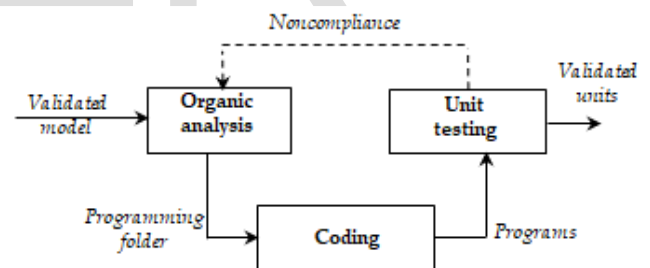 Noncompliance
Validated
model
Organic
analysis
Unit
testing
Validated
units
Programming
folder
Coding
Programs